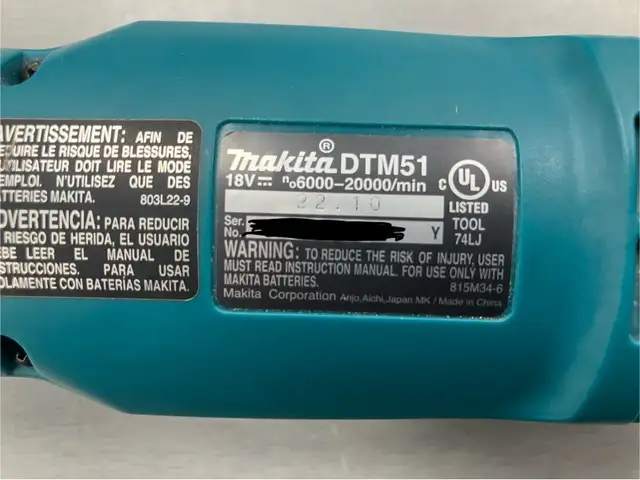 AVERTISSEMENT: AFIN DE
RÉDUIRE LE RISQUE DE BLESSURES,
L'UTILISATEUR DOIT LIRE LE MODE
D'EMPLOI. N'UTILISEZ QUE DES
BATTERIES MAKITA. 803L22-9
ADVERTENCIA: PARA REDUCIR
EL RIESGO DE HERIDA, EL USUARIO
DEBE LEER EL MANUAL DE
INSTRUCCIONES. PARA USAR
SOLAMENTE CON BATERÍAS MAKITA.
makita® DTM51
18V⎓ n₀6000–20000/min
22.10
Ser.
No. Y
C UL US
LISTED
TOOL
74LJ
WARNING: TO REDUCE THE RISK OF INJURY, USER
MUST READ INSTRUCTION MANUAL. FOR USE ONLY WITH
MAKITA BATTERIES. 815M34-6
Makita Corporation Anjo,Aichi,Japan MK / Made in China